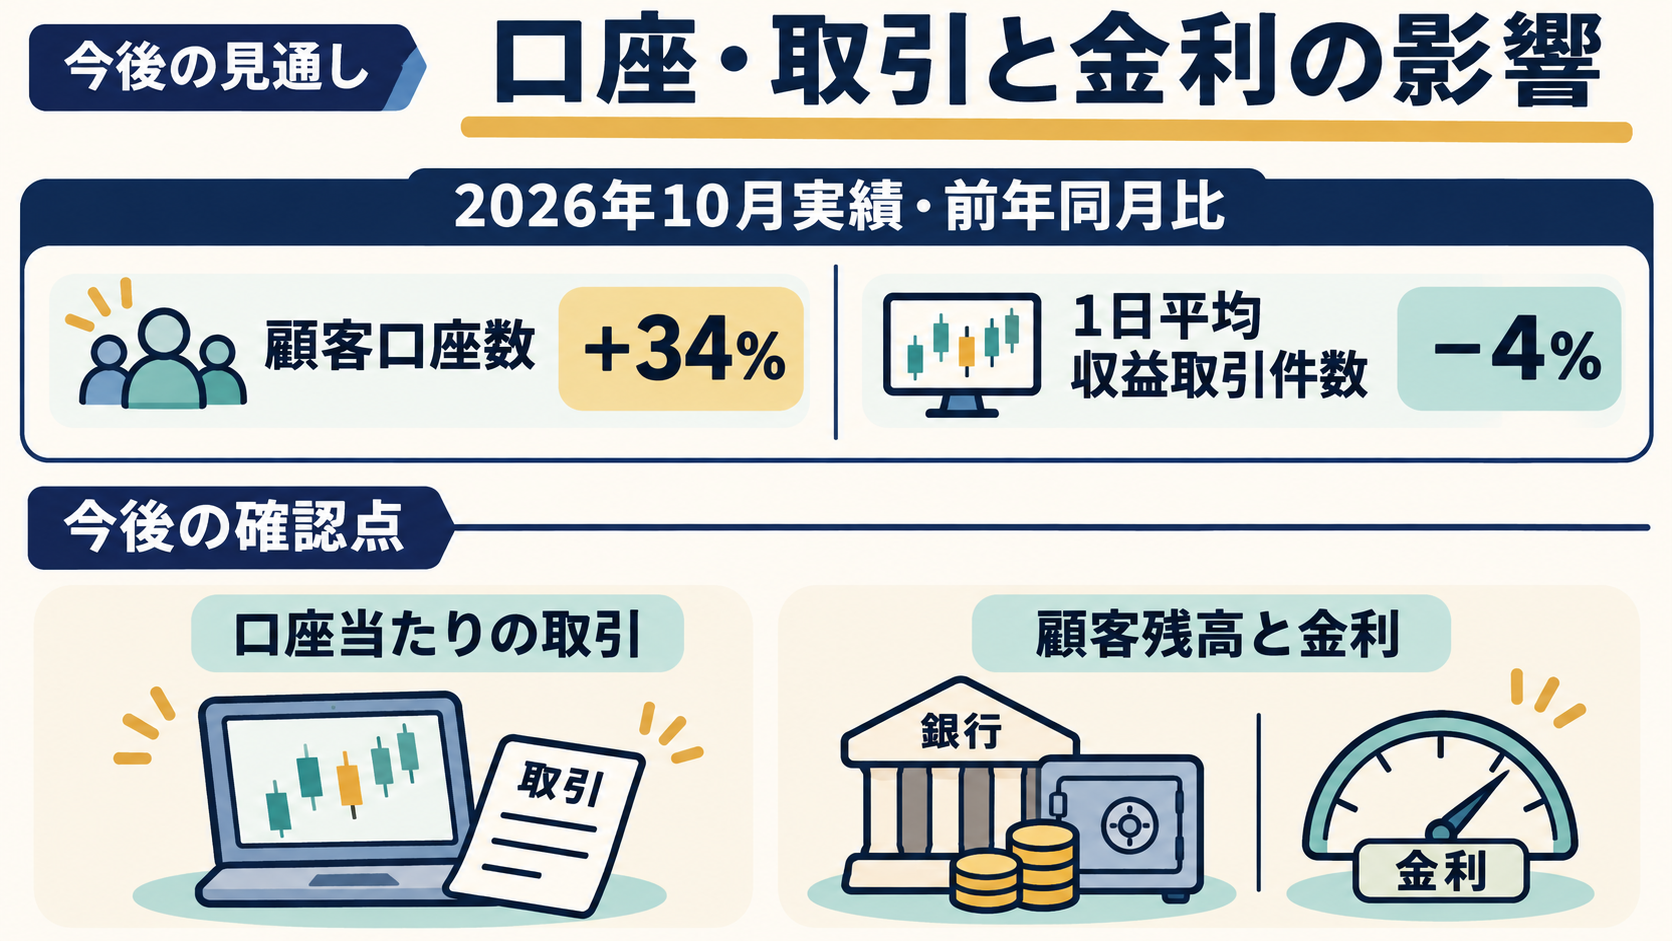 今後の見通し
口座・取引と金利の影響
2026年10月実績・前年同月比
顧客口座数
+34%
1日平均
収益取引件数
−4%
今後の確認点
口座当たりの取引
取引
顧客残高と金利
銀行
金利